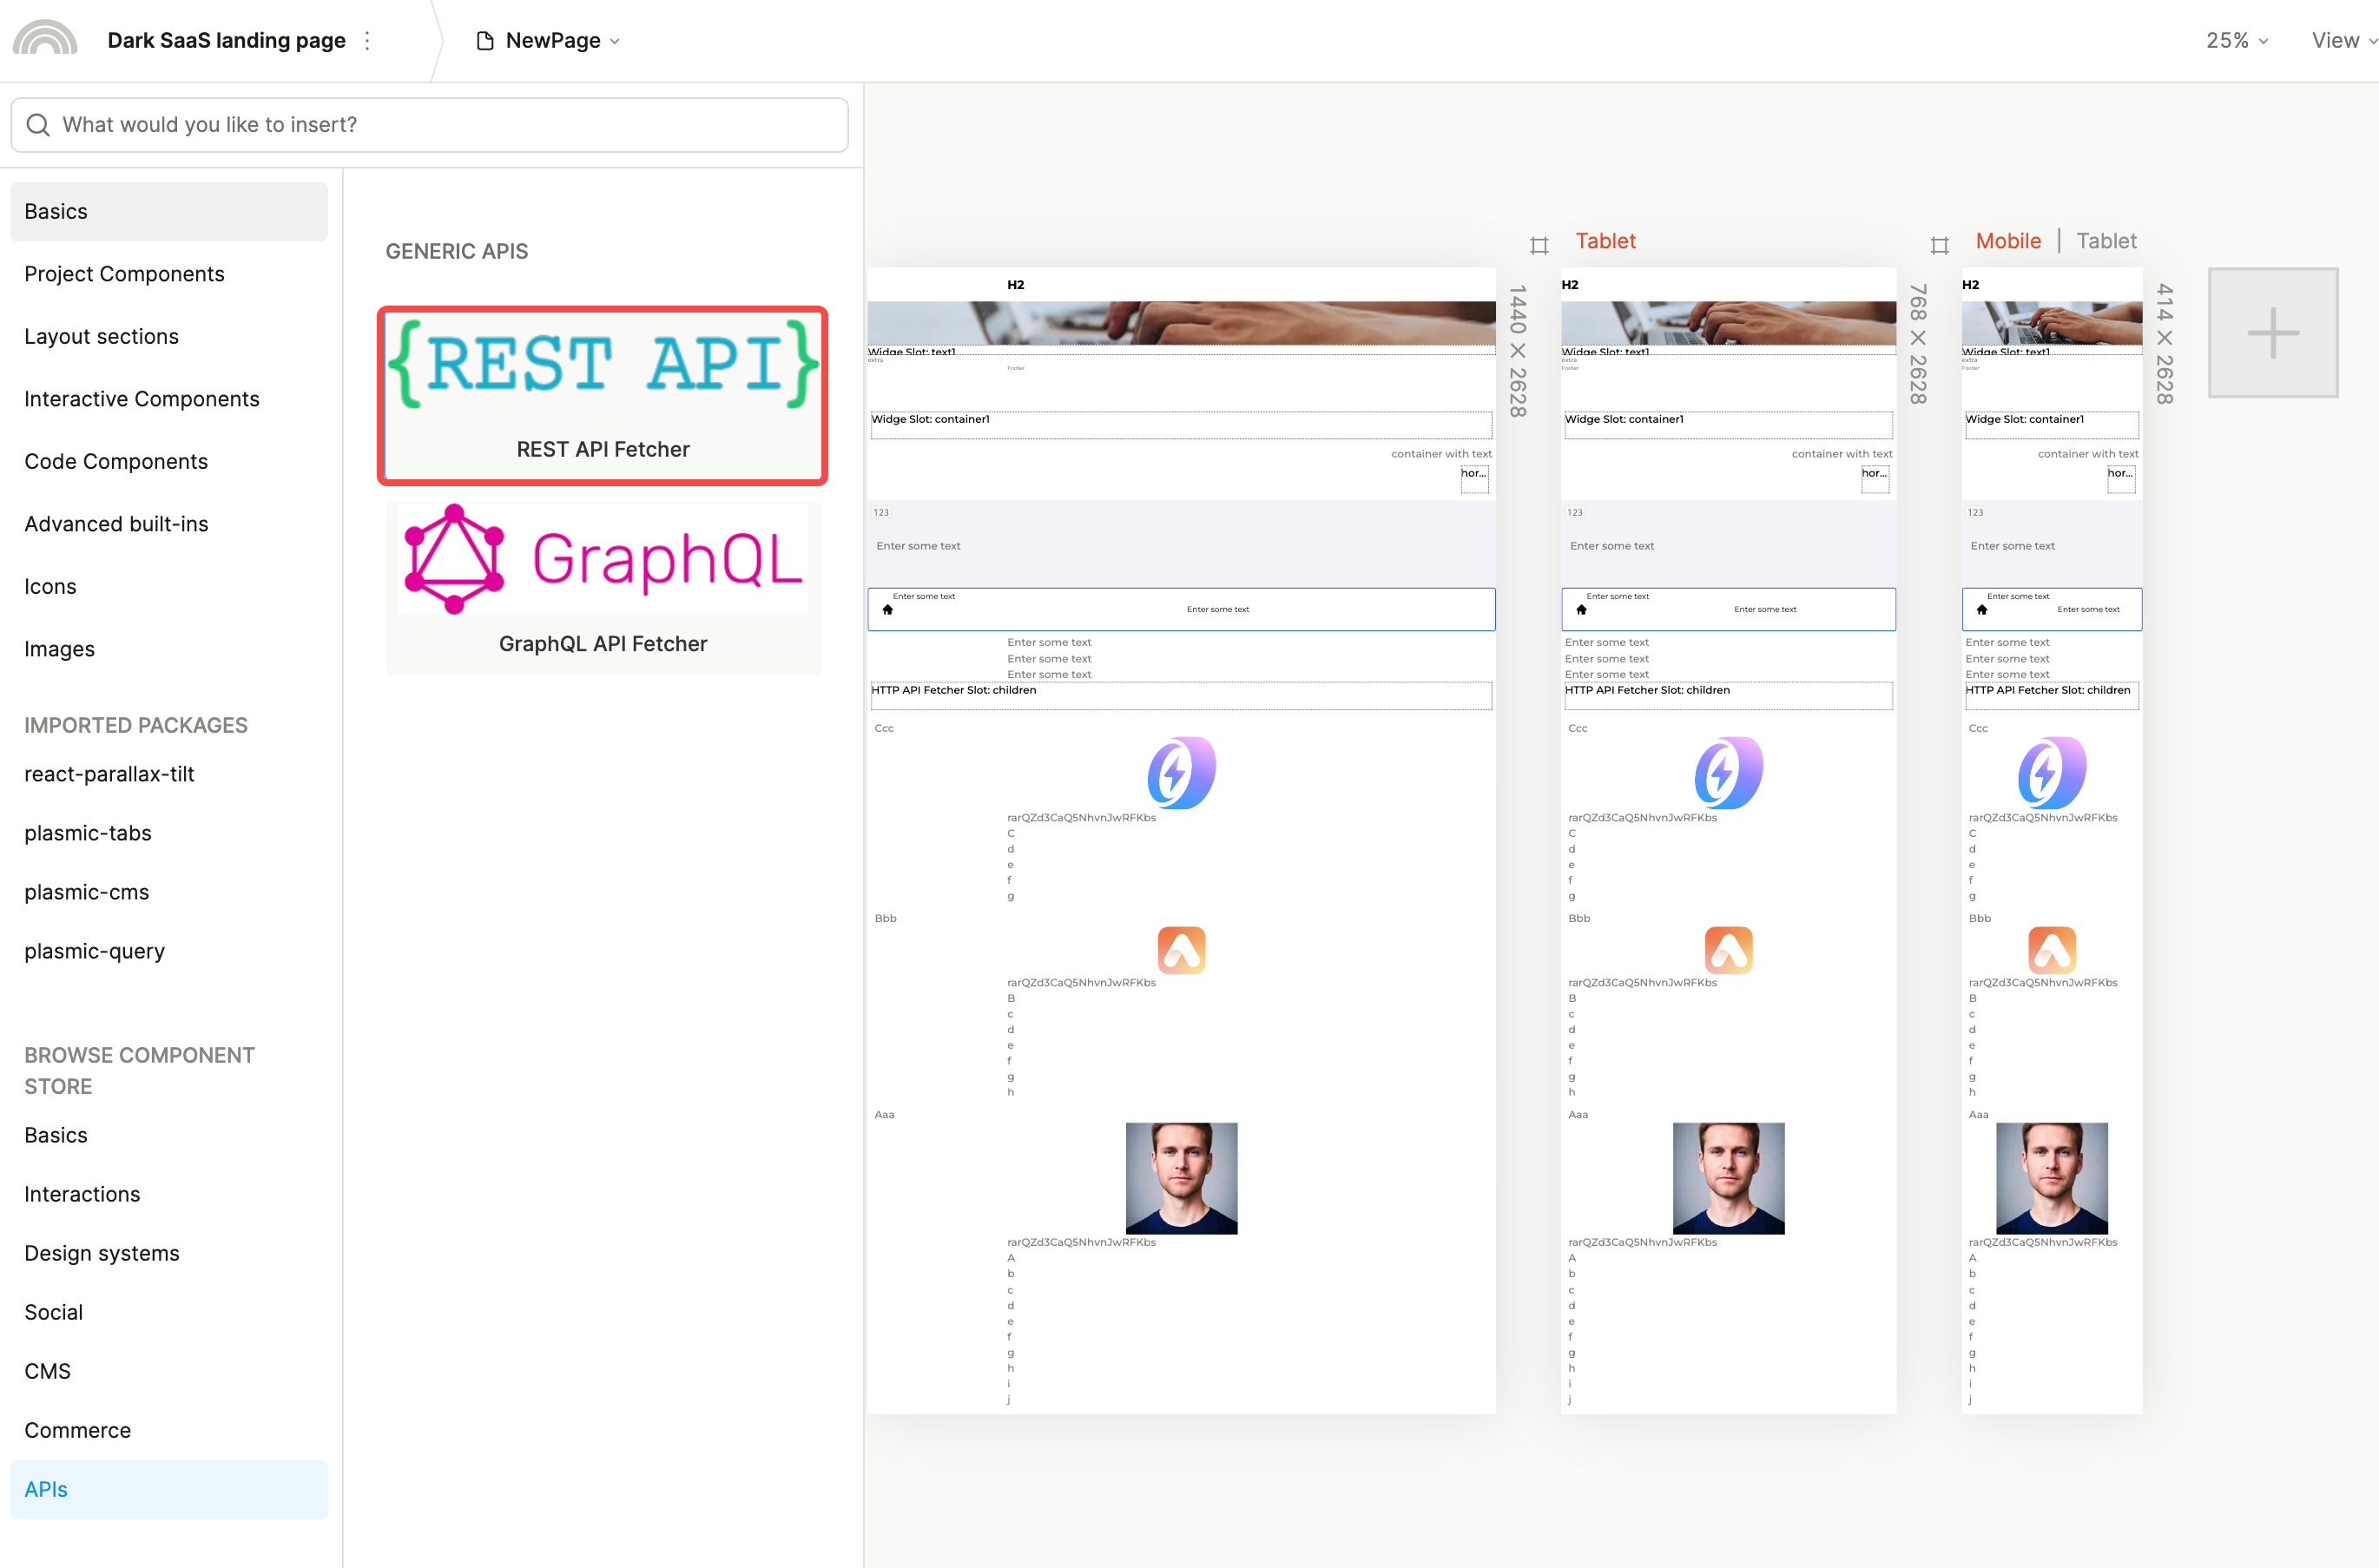 Dark SaaS landing page
NewPage
25%
View
What would you like to insert?
Basics
Project Components
Layout sections
Interactive Components
Code Components
Advanced built-ins
Icons
Images
IMPORTED PACKAGES
react-parallax-tilt
plasmic-tabs
plasmic-cms
plasmic-query
BROWSE COMPONENT
STORE
Basics
Interactions
Design systems
Social
CMS
Commerce
APIs
GENERIC APIS
{REST API}
REST API Fetcher
GraphQL
GraphQL API Fetcher
H2
Widge Slot: text1
extra
Footer
Widge Slot: container1
container with text
hor...
123
Enter some text
Enter some text
Enter some text
Enter some text
Enter some text
Enter some text
HTTP API Fetcher Slot: children
Ccc
rarQZd3CaQ5NhvnJwRFKbs
C
d
e
f
g
Bbb
rarQZd3CaQ5NhvnJwRFKbs
B
c
d
e
f
g
h
Aaa
rarQZd3CaQ5NhvnJwRFKbs
A
b
c
d
e
f
g
h
i
j
1440 × 2628
Tablet
H2
Widge Slot: text1
extra
Footer
Widge Slot: container1
container with text
hor...
123
Enter some text
Enter some text
Enter some text
Enter some text
Enter some text
Enter some text
HTTP API Fetcher Slot: children
Ccc
rarQZd3CaQ5NhvnJwRFKbs
C
d
e
f
g
Bbb
rarQZd3CaQ5NhvnJwRFKbs
B
c
d
e
f
g
h
Aaa
rarQZd3CaQ5NhvnJwRFKbs
A
b
c
d
e
f
g
h
i
j
768 × 2628
Mobile | Tablet
H2
Widge Slot: text1
extra
Footer
Widge Slot: container1
container with text
hor...
123
Enter some text
Enter some text
Enter some text
Enter some text
Enter some text
Enter some text
HTTP API Fetcher Slot: children
Ccc
rarQZd3CaQ5NhvnJwRFKbs
C
d
e
f
g
Bbb
rarQZd3CaQ5NhvnJwRFKbs
B
c
d
e
f
g
h
Aaa
rarQZd3CaQ5NhvnJwRFKbs
A
b
c
d
e
f
g
h
i
j
414 × 2628